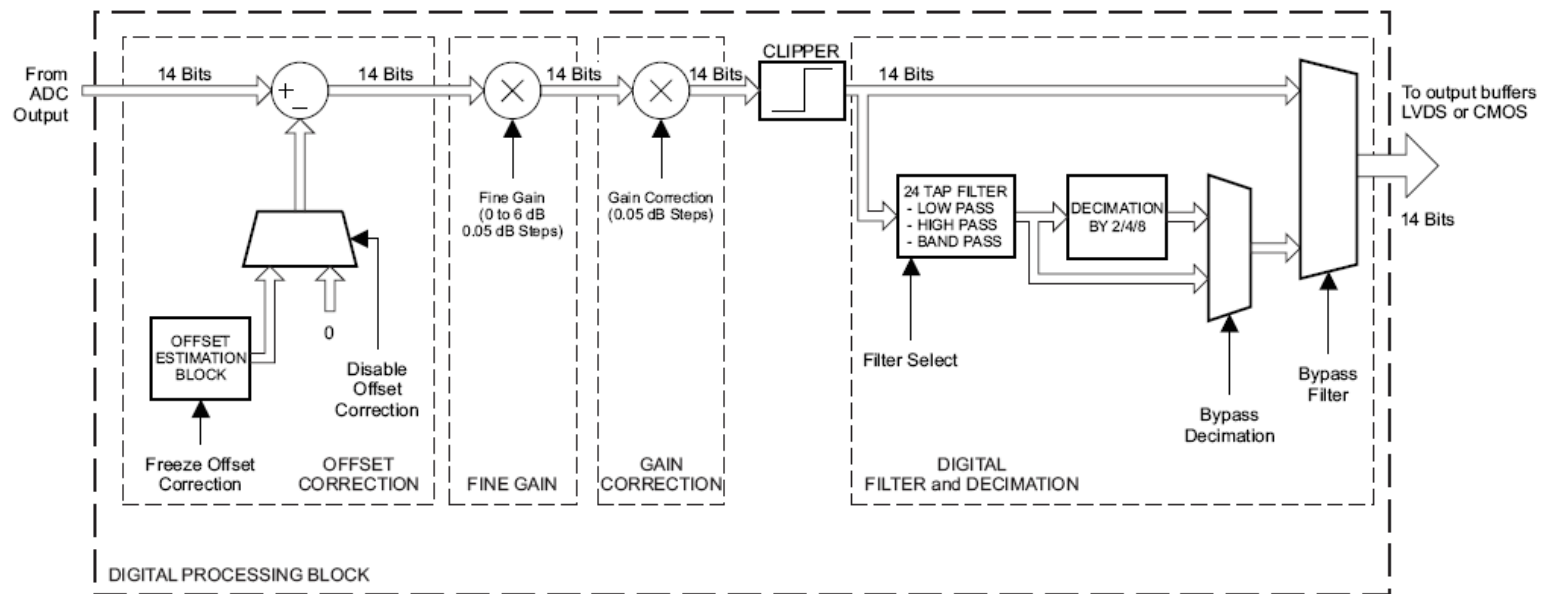 From
ADC
Output
14 Bits
+
−
14 Bits
14 Bits
14 Bits
CLIPPER
14 Bits
To output buffers
LVDS or CMOS
14 Bits
Fine Gain
(0 to 6 dB
0.05 dB Steps)
Gain Correction
(0.05 dB Steps)
24 TAP FILTER
- LOW PASS
- HIGH PASS
- BAND PASS
DECIMATION
BY 2/4/8
0
OFFSET
ESTIMATION
BLOCK
Disable
Offset
Correction
Filter Select
Bypass
Filter
Bypass
Decimation
Freeze Offset
Correction
OFFSET
CORRECTION
FINE GAIN
GAIN
CORRECTION
DIGITAL
FILTER and DECIMATION
DIGITAL PROCESSING BLOCK